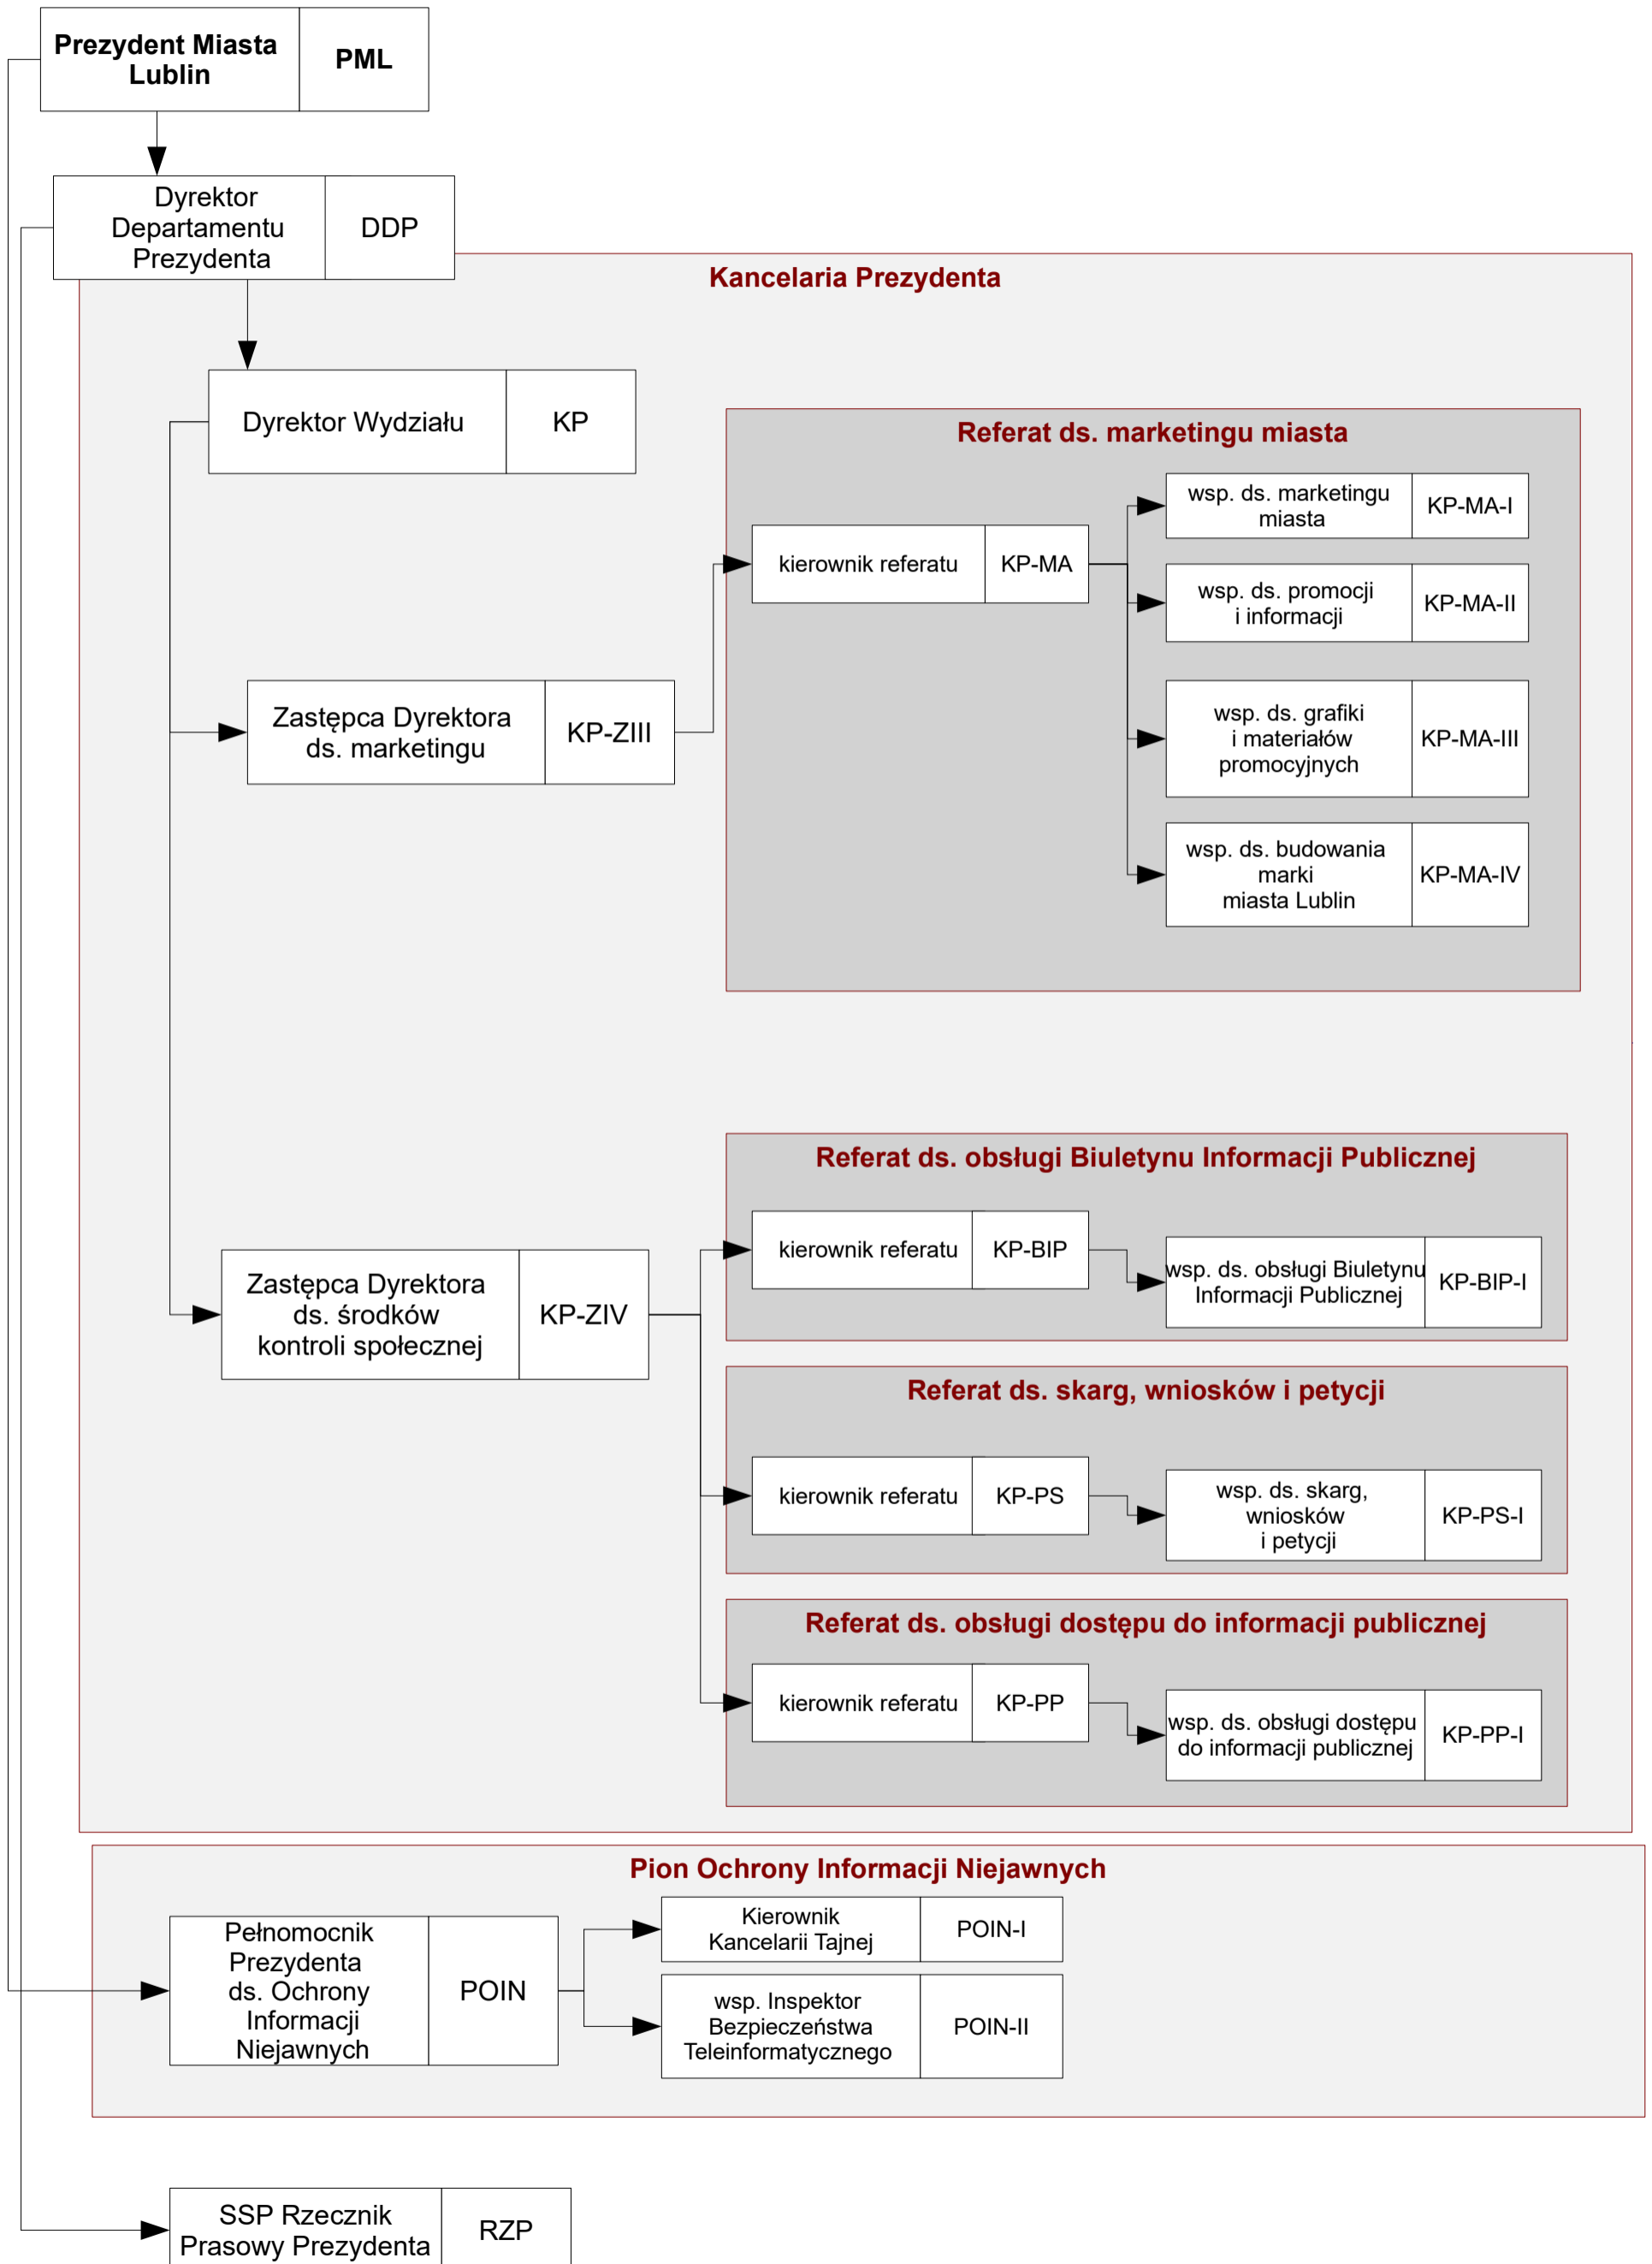 Prezydent Miasta
Lublin
PML
Dyrektor
Departamentu
Prezydenta
DDP
Kancelaria Prezydenta
Dyrektor Wydziału
KP
Referat ds. marketingu miasta
kierownik referatu
KP-MA
wsp. ds. marketingu
miasta
KP-MA-I
wsp. ds. promocji
i informacji
KP-MA-II
Zastępca Dyrektora
ds. marketingu
KP-ZIII
wsp. ds. grafiki
i materiałów
promocyjnych
KP-MA-III
wsp. ds. budowania
marki
miasta Lublin
KP-MA-IV
Referat ds. obsługi Biuletynu Informacji Publicznej
kierownik referatu
KP-BIP
wsp. ds. obsługi Biuletynu
Informacji Publicznej
KP-BIP-I
Zastępca Dyrektora
ds. środków
kontroli społecznej
KP-ZIV
Referat ds. skarg, wniosków i petycji
kierownik referatu
KP-PS
wsp. ds. skarg,
wniosków
i petycji
KP-PS-I
Referat ds. obsługi dostępu do informacji publicznej
kierownik referatu
KP-PP
wsp. ds. obsługi dostępu
do informacji publicznej
KP-PP-I
Pion Ochrony Informacji Niejawnych
Pełnomocnik
Prezydenta
ds. Ochrony
Informacji
Niejawnych
POIN
Kierownik
Kancelarii Tajnej
POIN-I
wsp. Inspektor
Bezpieczeństwa
Teleinformatycznego
POIN-II
SSP Rzecznik
Prasowy Prezydenta
RZP